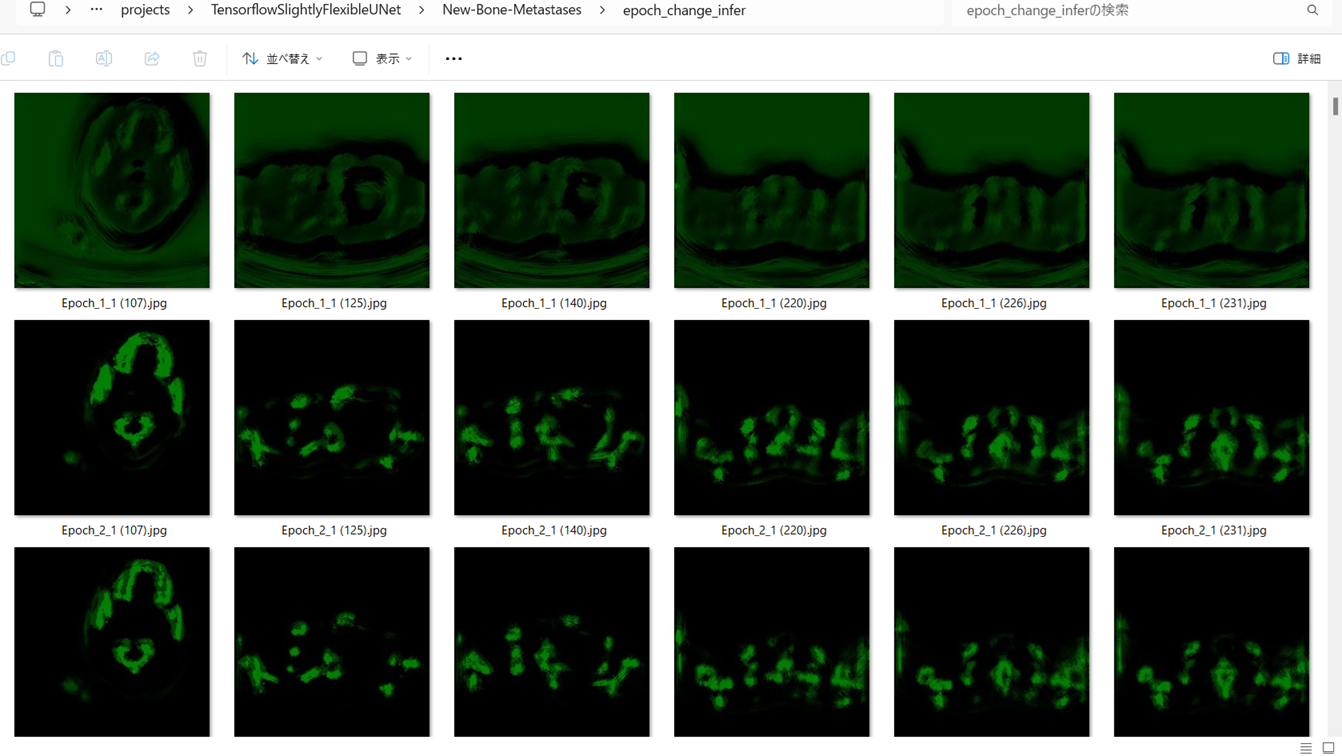 … projects TensorflowSlightlyFlexibleUNet New-Bone-Metastases epoch_change_infer epoch_change_inferの検索
並べ替え 表示 … 詳細
Epoch_1_1 (107).jpg Epoch_1_1 (125).jpg Epoch_1_1 (140).jpg Epoch_1_1 (220).jpg Epoch_1_1 (226).jpg Epoch_1_1 (231).jpg
Epoch_2_1 (107).jpg Epoch_2_1 (125).jpg Epoch_2_1 (140).jpg Epoch_2_1 (220).jpg Epoch_2_1 (226).jpg Epoch_2_1 (231).jpg